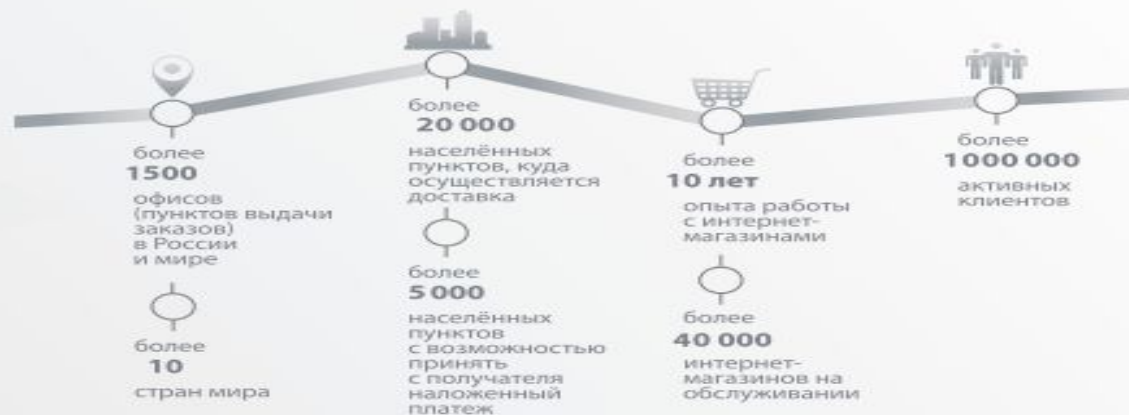 более
1500
офисов
(пунктов выдачи
заказов)
в России
и мире
более
10
стран мира
более
20 000
населённых
пунктов, куда
осуществляется
доставка
более
5 000
населённых
пунктов
с возможностью
принять
с получателя
наложенный
платеж
более
10 лет
опыта работы
с интернет-
магазинами
более
40 000
интернет-
магазинов на
обслуживании
более
1000 000
активных
клиентов